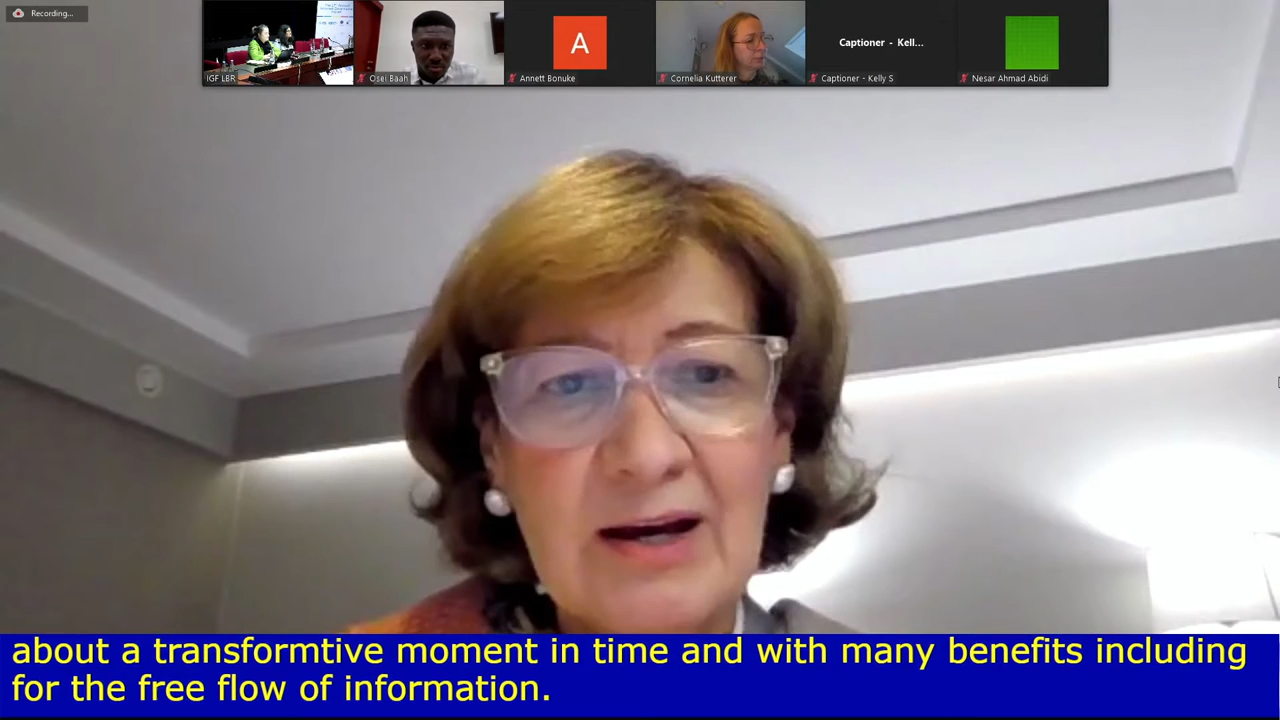 Recording...
IGF LBR
Osei Baah
A
Annett Bonuke
Cornelia Kutterer
Captioner - Kell...
Captioner - Kelly S
Nesar Ahmad Abidi
about a transformtive moment in time and with many benefits including
for the free flow of information.